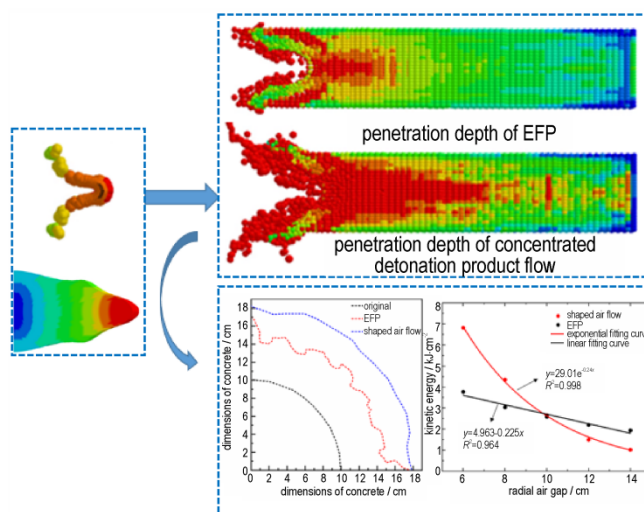 penetration depth of EFP
penetration depth of concentrated
detonation product flow
original
EFP
shaped air flow
dimensions of concrete / cm
18
16
14
12
10
8
6
4
2
0
0 2 4 6 8 10 12 14 16 18
dimensions of concrete / cm
shaped air flow
EFP
exponential fitting curve
linear fitting curve
kinetic energy / kJ·cm⁻²
7
6
5
4
3
2
1
0
y=29.01e^-0.24x
R²=0.998
y=4.963-0.225x
R²=0.964
6 8 10 12 14
radial air gap / cm